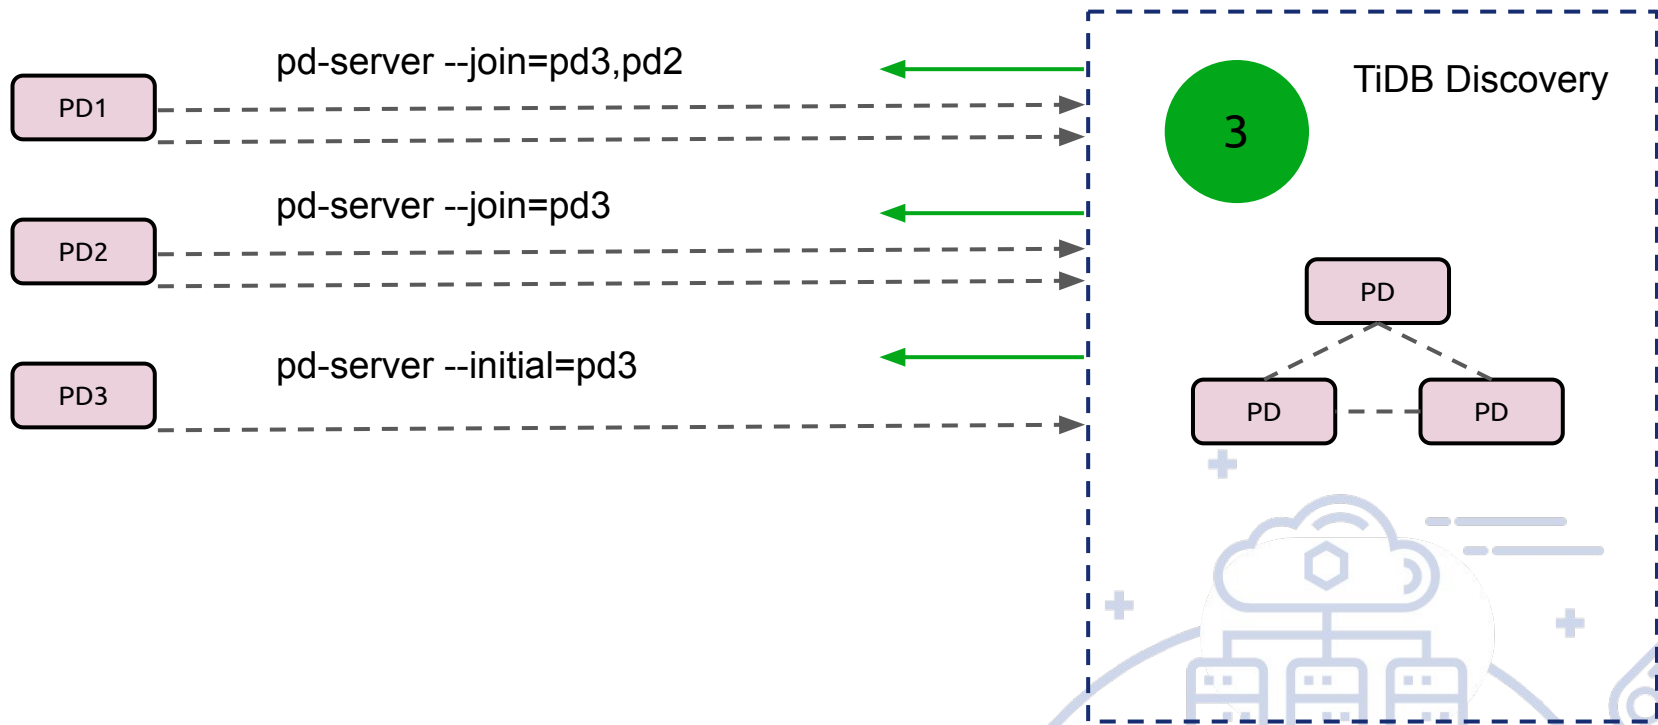 pd-server --join=pd3,pd2
TiDB Discovery
PD1
3
pd-server --join=pd3
PD2
PD
pd-server --initial=pd3
PD3
PD
PD